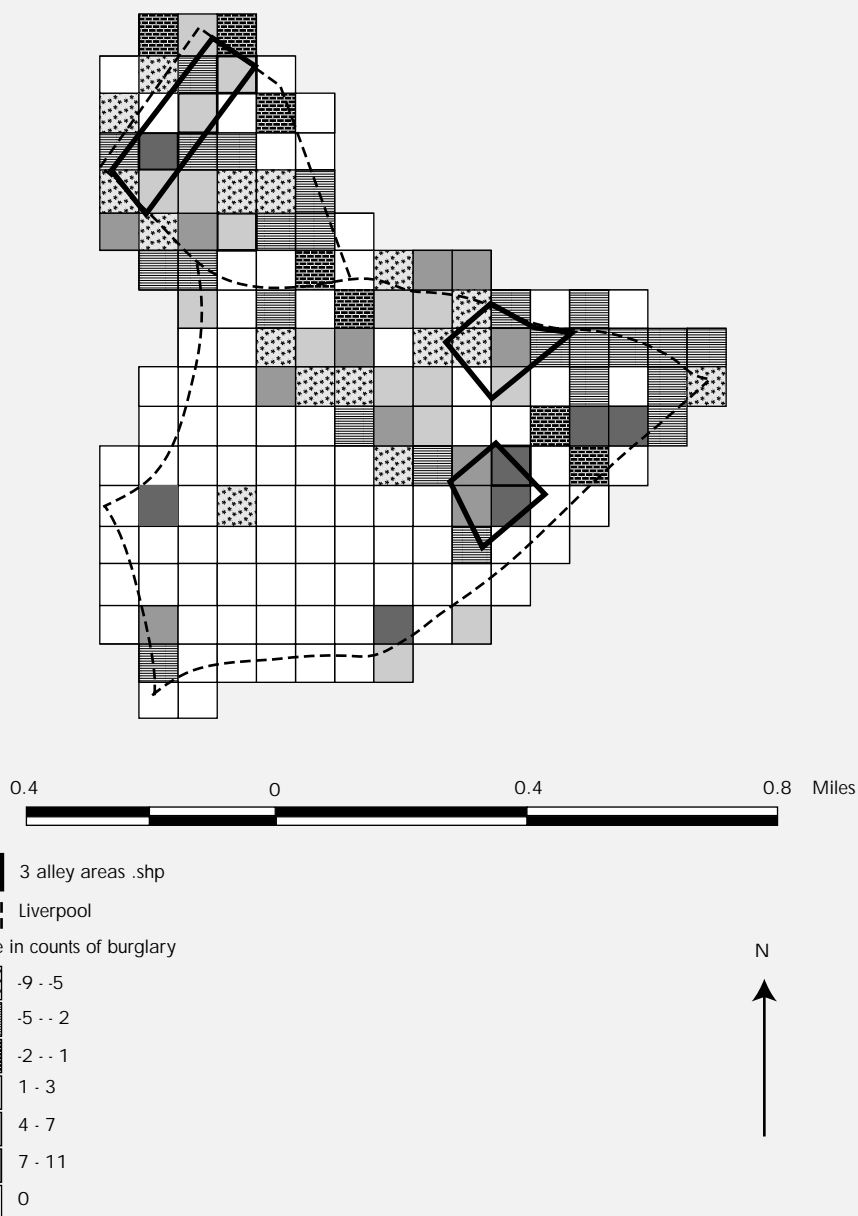 0.4 0 0.4 0.8 Miles
3 alley areas .shp
Liverpool
in counts of burglary
N
-9 - -5
-5 - - 2
-2 - - 1
1 - 3
4 - 7
7 - 11
0